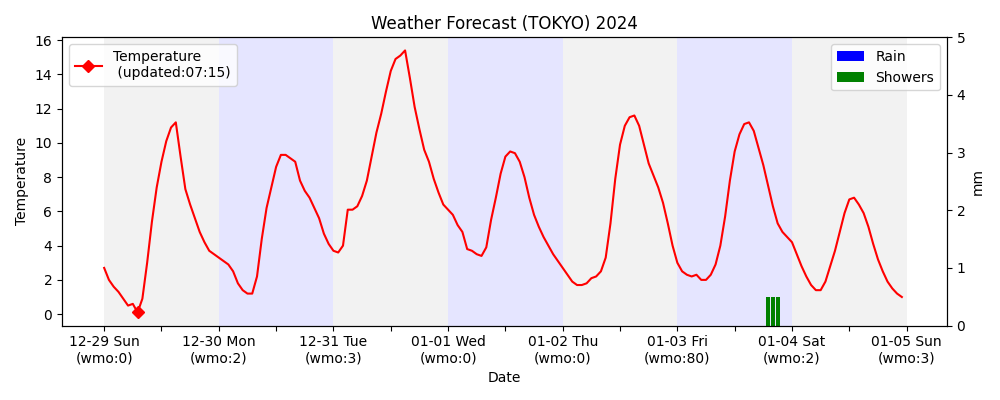 Weather Forecast (TOKYO) 2024
Temperature
(updated:07:15)
Rain
Showers
16
14
12
10
8
6
4
2
0
Temperature
5
4
3
2
1
0
mm
12-29 Sun
(wmo:0)
12-30 Mon
(wmo:2)
12-31 Tue
(wmo:3)
01-01 Wed
(wmo:0)
01-02 Thu
(wmo:0)
01-03 Fri
(wmo:80)
01-04 Sat
(wmo:2)
01-05 Sun
(wmo:3)
Date